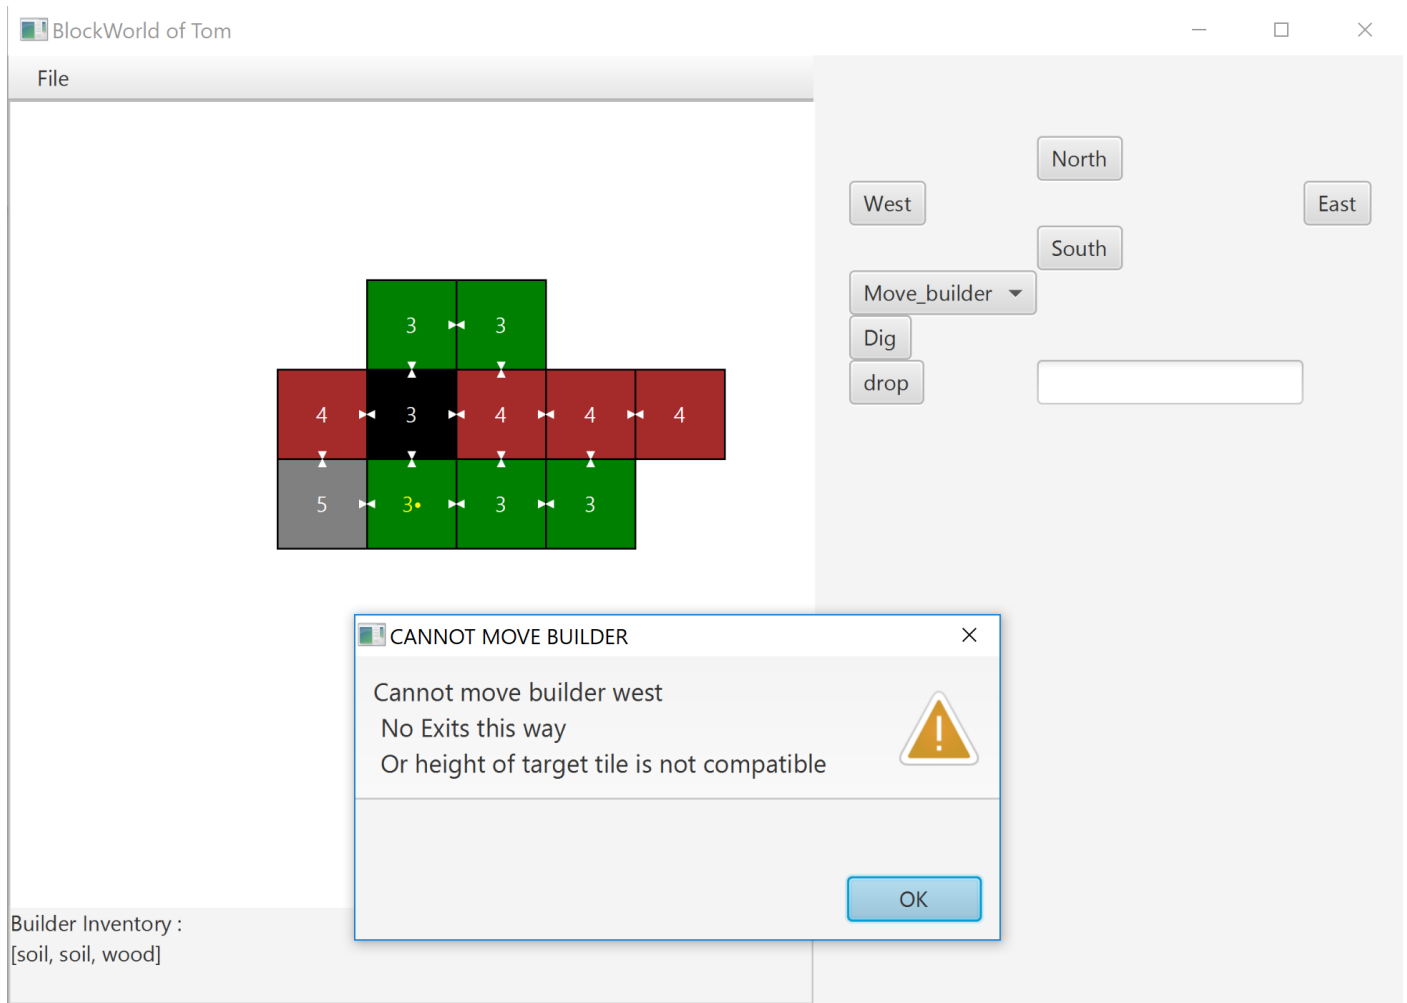 BlockWorld of Tom
File
North
West
East
South
Move_builder
Dig
drop
3 3
4 3 4 4 4
5 3 3 3
CANNOT MOVE BUILDER
Cannot move builder west
No Exits this way
Or height of target tile is not compatible
OK
Builder Inventory :
[soil, soil, wood]